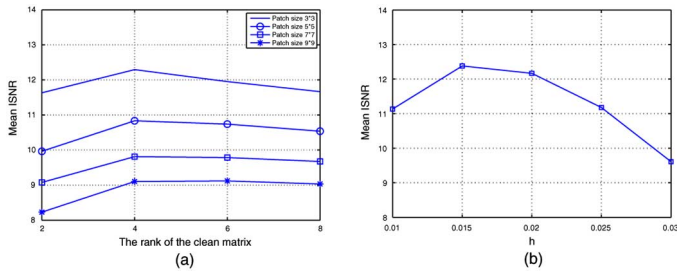 14
13
12
11
10
9
8
Mean ISNR
Patch size 3*3
Patch size 5*5
Patch size 7*7
Patch size 9*9
2
4
6
8
The rank of the clean matrix
(a)
14
13
12
11
10
9
8
Mean ISNR
0.01
0.015
0.02
0.025
0.03
h
(b)